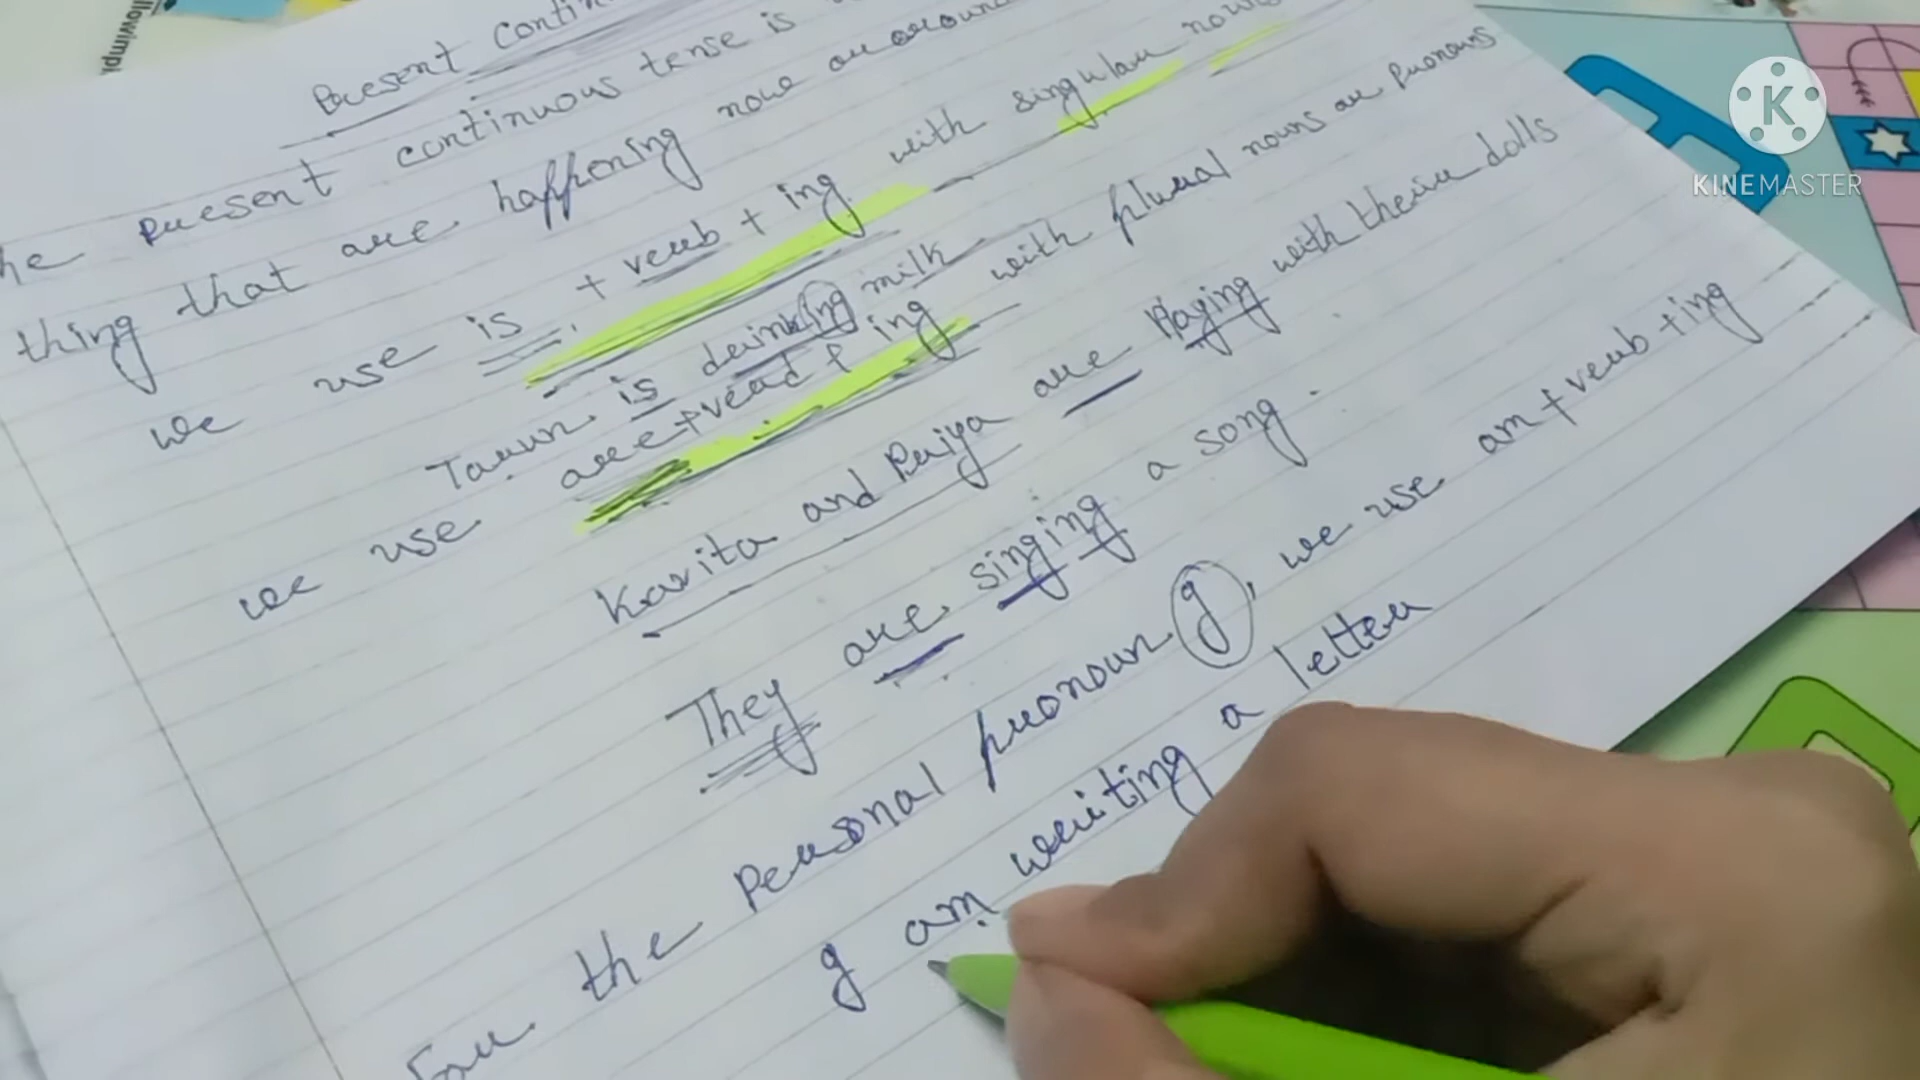 Present Contin
he present continuous tense is
thing that are happening now or around
we use is + verb + ing with singular noun
Tarun is drinking milk
we use are + verb + ing with plural nouns or pronouns
Kavita and Priya are Playing with their dolls
They are singing a song.
For the Personal pronoun I, we use am + verb + ing
I am writing a letter
KINEMASTER